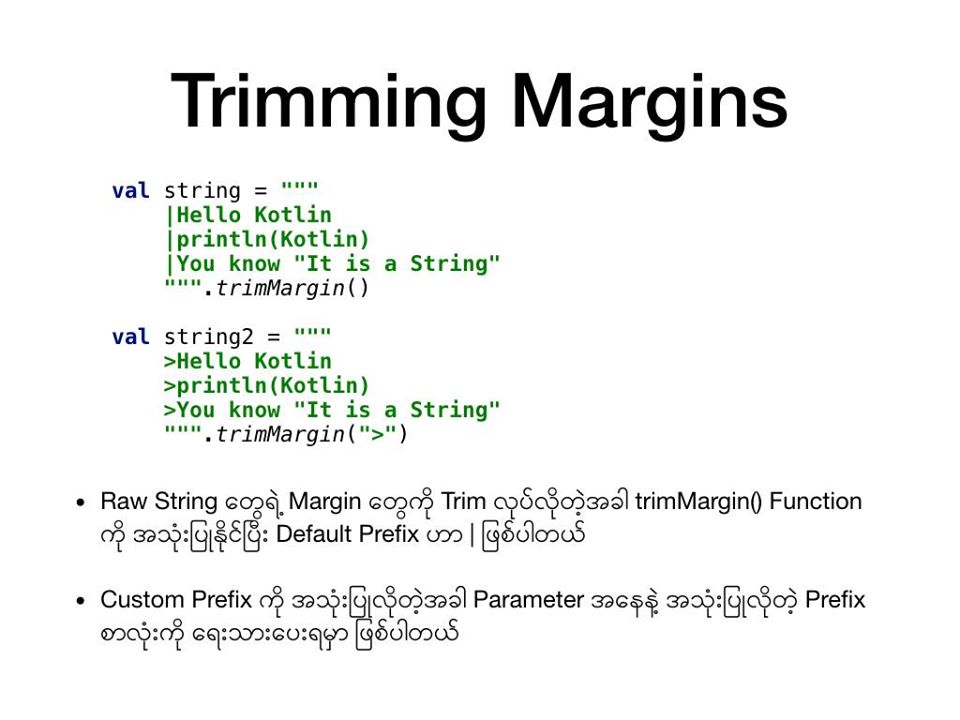 Trimming Margins
val string = """
    |Hello Kotlin
    |println(Kotlin)
    |You know "It is a String"
    """.trimMargin()
val string2 = """
    >Hello Kotlin
    >println(Kotlin)
    >You know "It is a String"
    """.trimMargin(">")
• Raw String တွေရဲ့ Margin တွေကို Trim လုပ်လိုတဲ့အခါ trimMargin() Function
ကို အသုံးပြုနိုင်ပြီး Default Prefix ဟာ | ဖြစ်ပါတယ်
• Custom Prefix ကို အသုံးပြုလိုတဲ့အခါ Parameter အနေနဲ့ အသုံးပြုလိုတဲ့ Prefix
စာလုံးကို ရေးသားပေးရမှာ ဖြစ်ပါတယ်